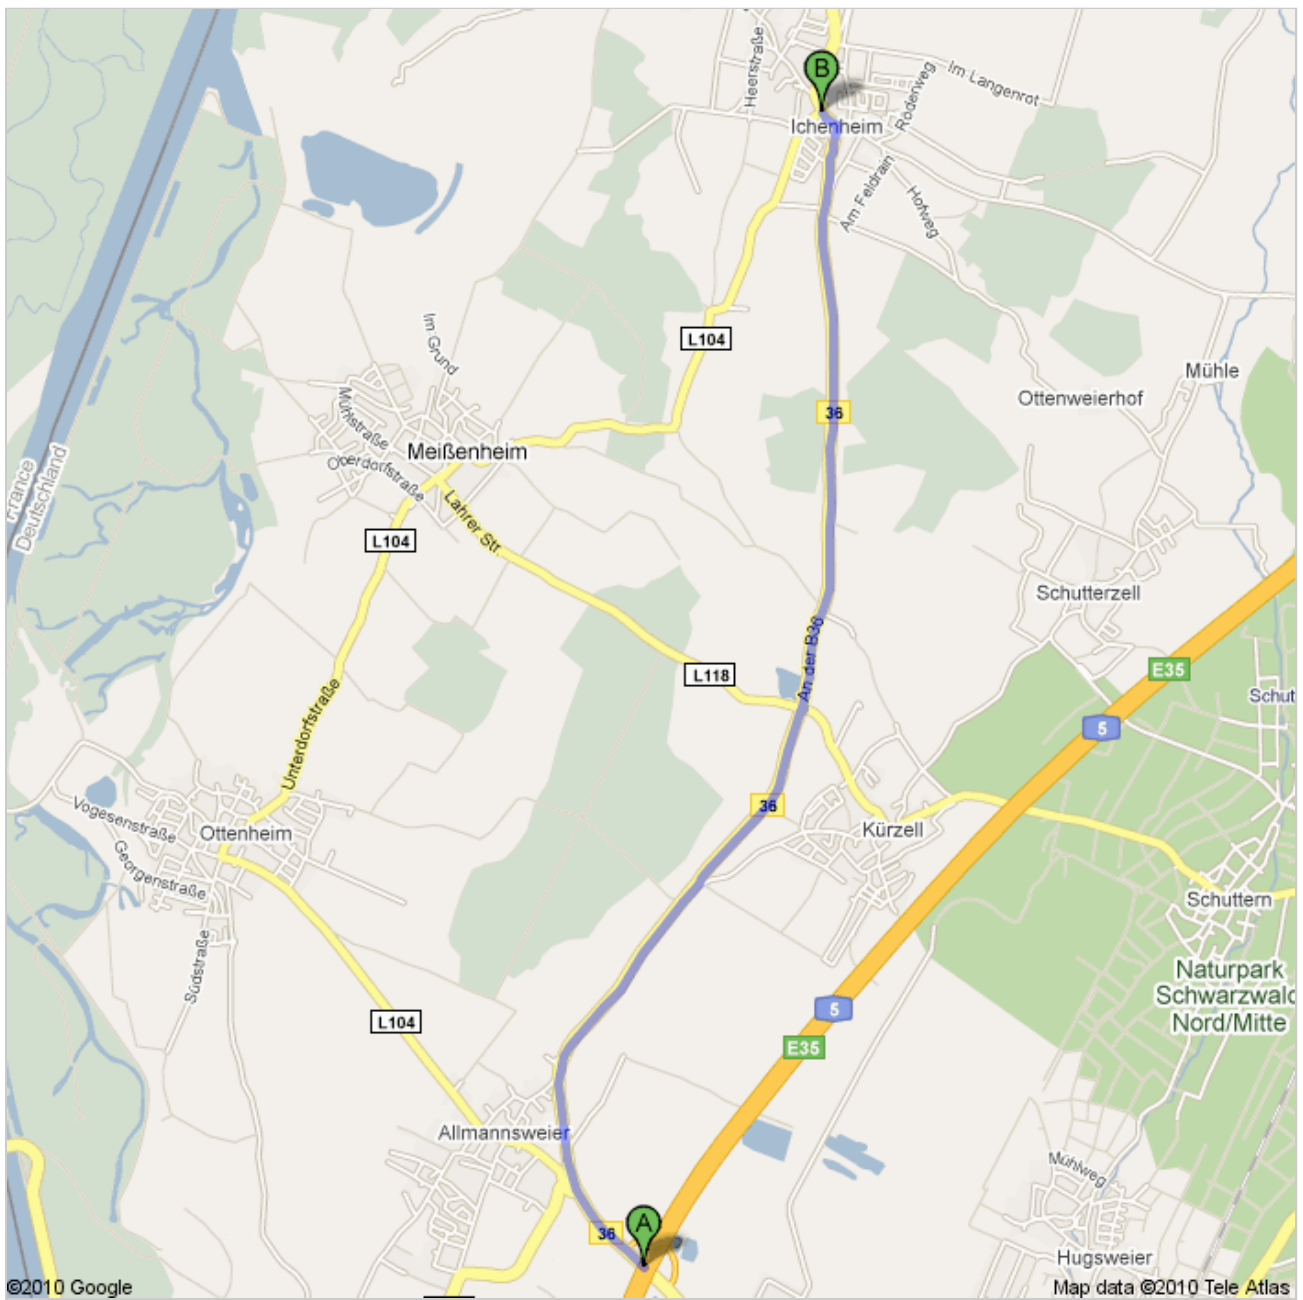 B
Heerstraße
Im Langenrot
Röderweg
Ichenheim
Am Feldrain
Hofweg
Im Grund
L104
Mühle
Ottenweierhof
36
Mühlstraße
Meißenheim
Oberdorfstraße
Lahrer Str
France
Deutschland
L104
Schutterzell
An der B36
E35
L118
Schut
5
Unterdorfstraße
36
Vogesenstraße
Ottenheim
Kürzell
Georgenstraße
Schuttern
Südstraße
Naturpark
Schwarzwald
Nord/Mitte
5
L104
E35
Allmannsweier
Mühlweg
A
36
Hugsweier
©2010 Google
Map data ©2010 Tele Atlas